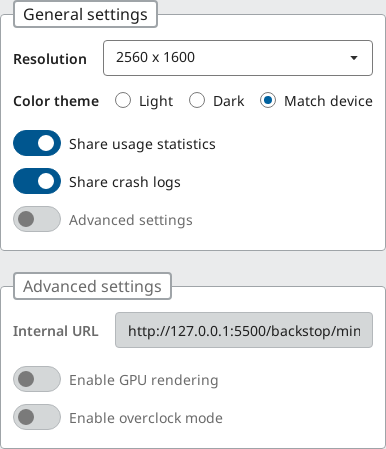 General settings
Resolution 2560 x 1600
Color theme Light Dark Match device
Share usage statistics
Share crash logs
Advanced settings
Advanced settings
Internal URL http://127.0.0.1:5500/backstop/min
Enable GPU rendering
Enable overclock mode